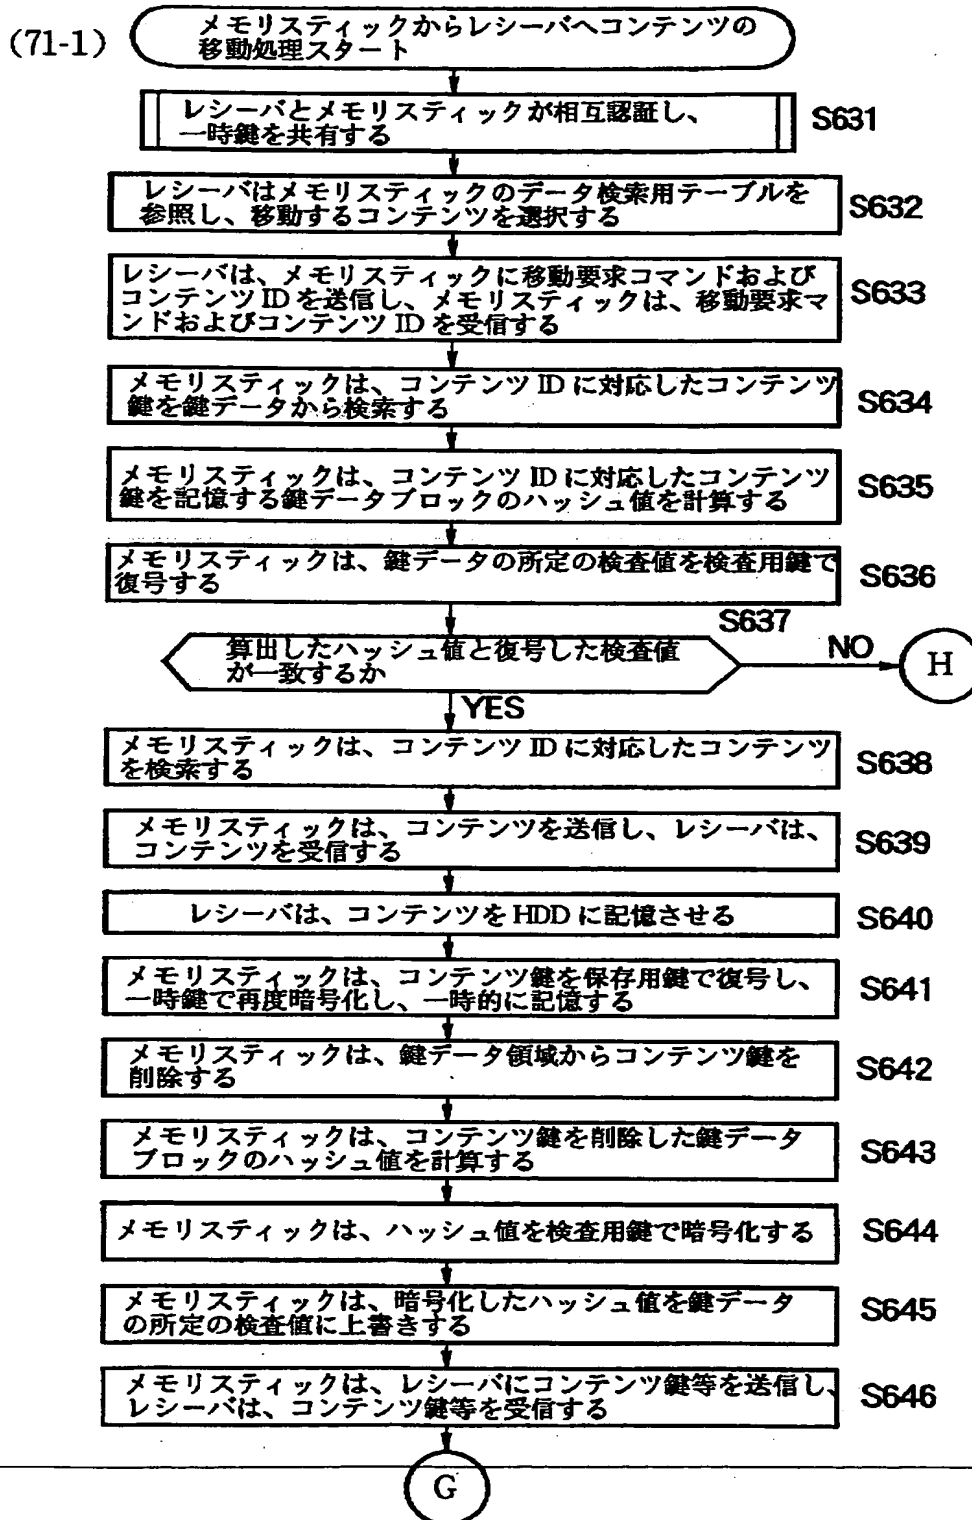 (71-1)
メモリスティックからレシーバへコンテンツの
移動処理スタート
レシーバとメモリスティックが相互認証し、
一時鍵を共有する
S631
レシーバはメモリスティックのデータ検索用テーブルを
参照し、移動するコンテンツを選択する
S632
レシーバは、メモリスティックに移動要求コマンドおよび
コンテンツ ID を送信し、メモリスティックは、移動要求マ
ンドおよびコンテンツ ID を受信する
S633
メモリスティックは、コンテンツ ID に対応したコンテンツ
鍵を鍵データから検索する
S634
メモリスティックは、コンテンツ ID に対応したコンテンツ
鍵を記憶する鍵データブロックのハッシュ値を計算する
S635
メモリスティックは、鍵データの所定の検査値を検査用鍵で
復号する
S636
S637
算出したハッシュ値と復号した検査値
が一致するか
NO
H
YES
メモリスティックは、コンテンツ ID に対応したコンテンツ
を検索する
S638
メモリスティックは、コンテンツを送信し、レシーバは、
コンテンツを受信する
S639
レシーバは、コンテンツを HDD に記憶させる
S640
メモリスティックは、コンテンツ鍵を保存用鍵で復号し、
一時鍵で再度暗号化し、一時的に記憶する
S641
メモリスティックは、鍵データ領域からコンテンツ鍵を
削除する
S642
メモリスティックは、コンテンツ鍵を削除した鍵データ
ブロックのハッシュ値を計算する
S643
メモリスティックは、ハッシュ値を検査用鍵で暗号化する
S644
メモリスティックは、暗号化したハッシュ値を鍵データ
の所定の検査値に上書きする
S645
メモリスティックは、レシーバにコンテンツ鍵等を送信し、
レシーバは、コンテンツ鍵等を受信する
S646
G